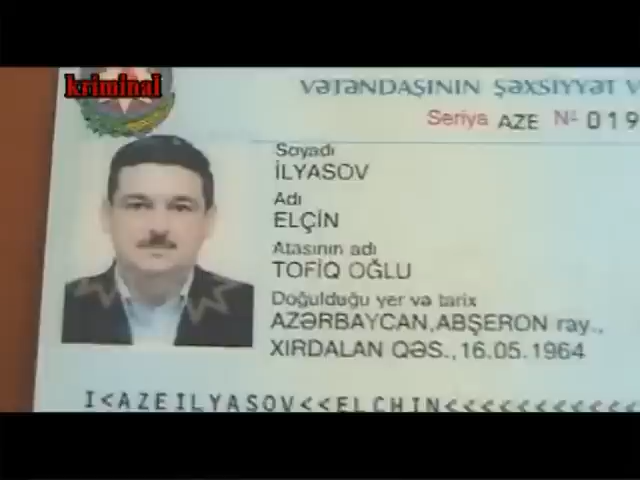 kriminal
VƏTƏNDAŞININ ŞƏXSİYYƏT V
Seriya AZE № 019
Soyadı
İLYASOV
Adı
ELÇİN
Atasının adı
TOFİQ OĞLU
Doğulduğu yer və tarix
AZƏRBAYCAN,ABŞERON ray.,
XIRDALAN QƏS.,16.05.1964
I<AZEILYASOV<<ELCHIN<<<<<<<<<<<<